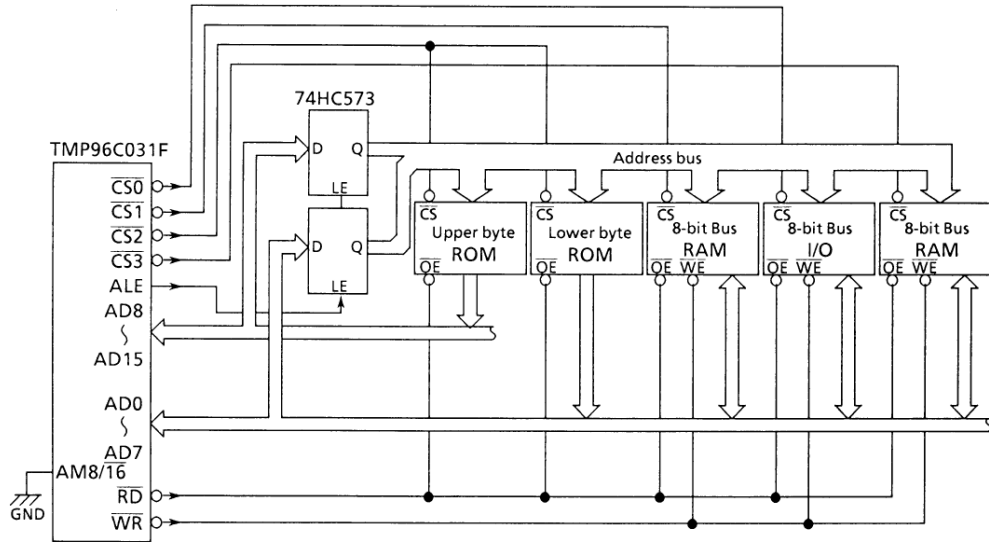 74HC573
D Q
LE
D Q
LE
TMP96C031F
CS0
CS1
CS2
CS3
ALE
AD8
~
AD15
AD0
~
AD7
AM8/16
RD
WR
GND
Address bus
CS
Upper byte
ROM
OE
CS
Lower byte
ROM
OE
CS
8-bit Bus
RAM
OE WE
CS
8-bit Bus
I/O
OE WE
CS
8-bit Bus
RAM
OE WE